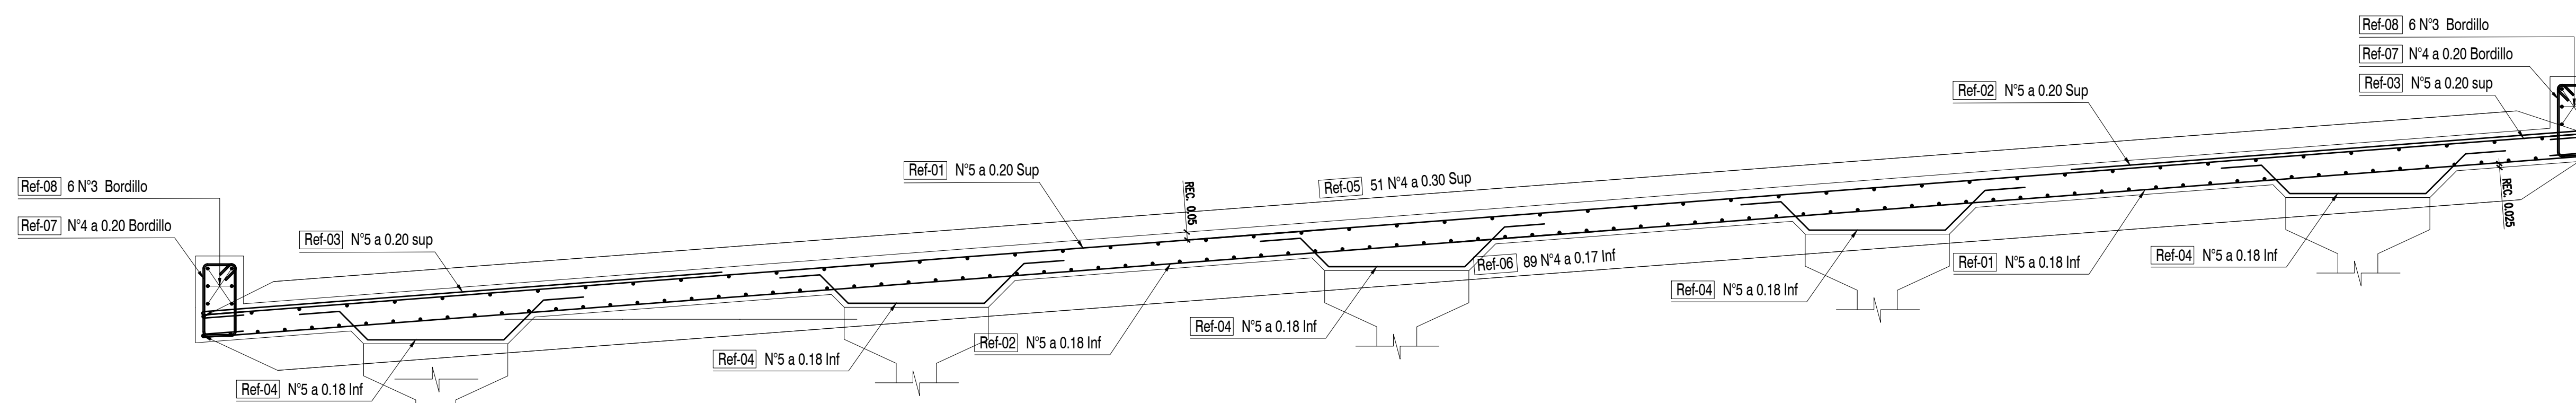 Ref-08 6 N°3 Bordillo
Ref-07 N°4 a 0.20 Bordillo
Ref-03 N°5 a 0.20 sup
Ref-02 N°5 a 0.20 Sup
Ref-01 N°5 a 0.20 Sup
Ref-05 51 N°4 a 0.30 Sup
REC. 0.05
REC. 0.025
Ref-08 6 N°3 Bordillo
Ref-07 N°4 a 0.20 Bordillo
Ref-03 N°5 a 0.20 sup
Ref-06 89 N°4 a 0.17 Inf
Ref-04 N°5 a 0.18 Inf
Ref-01 N°5 a 0.18 Inf
Ref-04 N°5 a 0.18 Inf
Ref-04 N°5 a 0.18 Inf
Ref-02 N°5 a 0.18 Inf
Ref-04 N°5 a 0.18 Inf
Ref-04 N°5 a 0.18 Inf